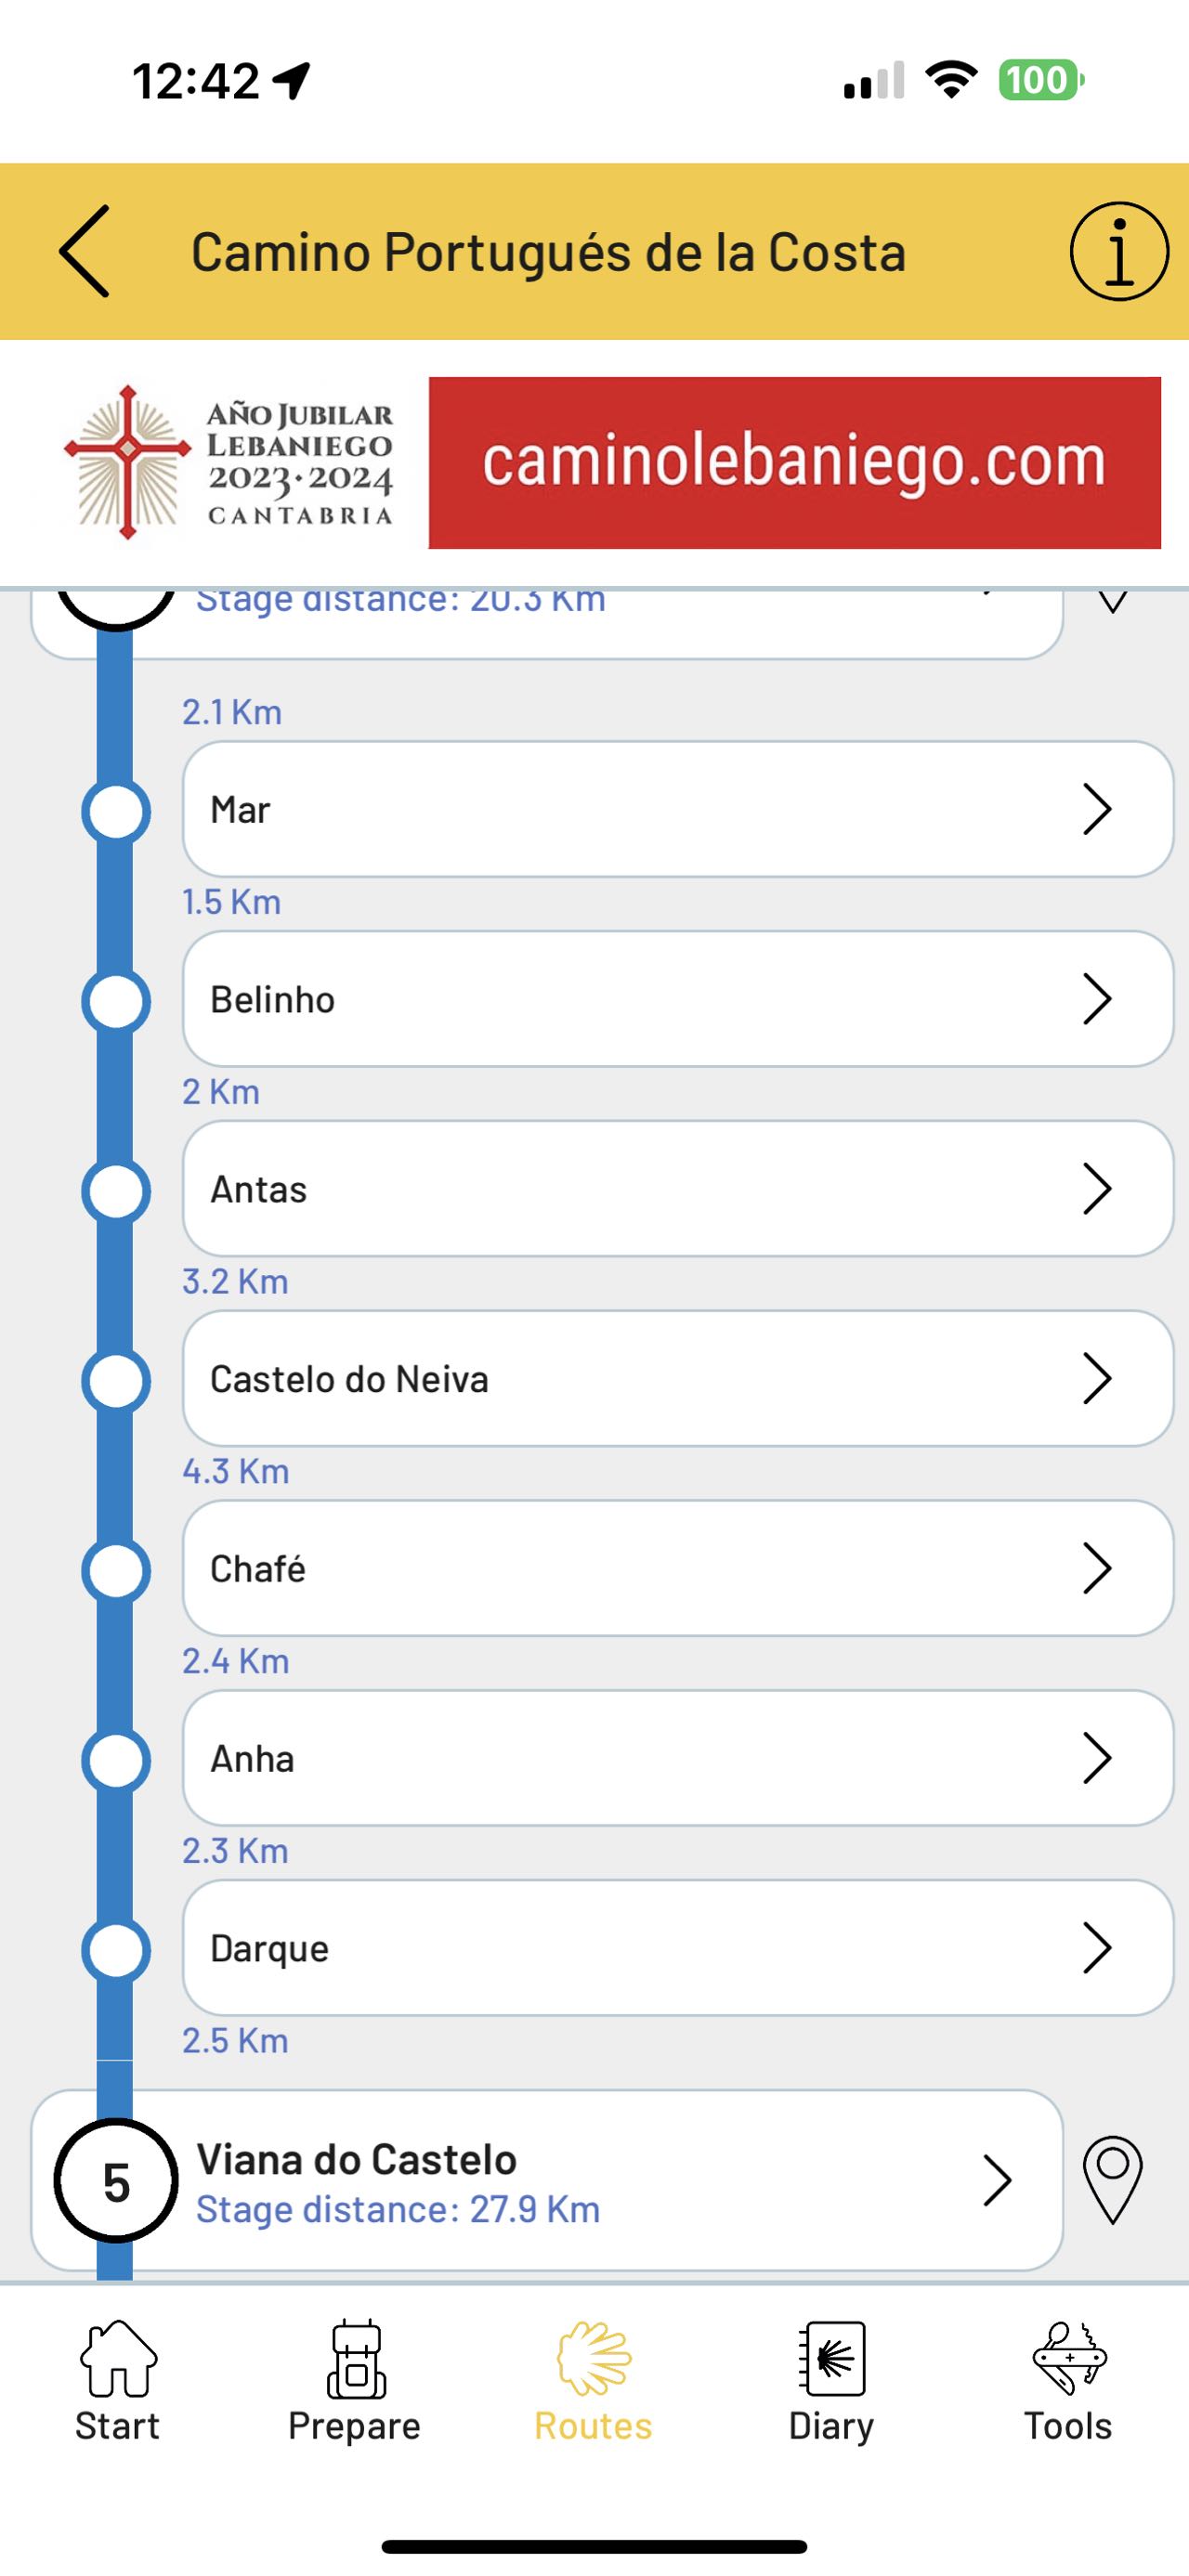 12:42
100
Camino Portugués de la Costa
AÑO JUBILAR
LEBANIEGO
2023·2024
CANTABRIA
caminolebaniego.com
Stage distance: 20.3 Km
2.1 Km
Mar
1.5 Km
Belinho
2 Km
Antas
3.2 Km
Castelo do Neiva
4.3 Km
Chafé
2.4 Km
Anha
2.3 Km
Darque
2.5 Km
5
Viana do Castelo
Stage distance: 27.9 Km
Start
Prepare
Routes
Diary
Tools